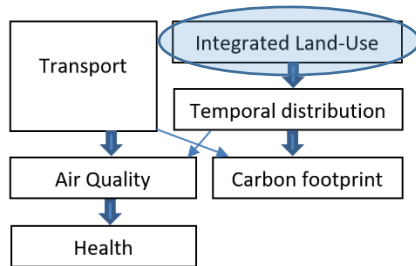 Integrated Land-Use
Transport
Temporal distribution
Air Quality
Carbon footprint
Health